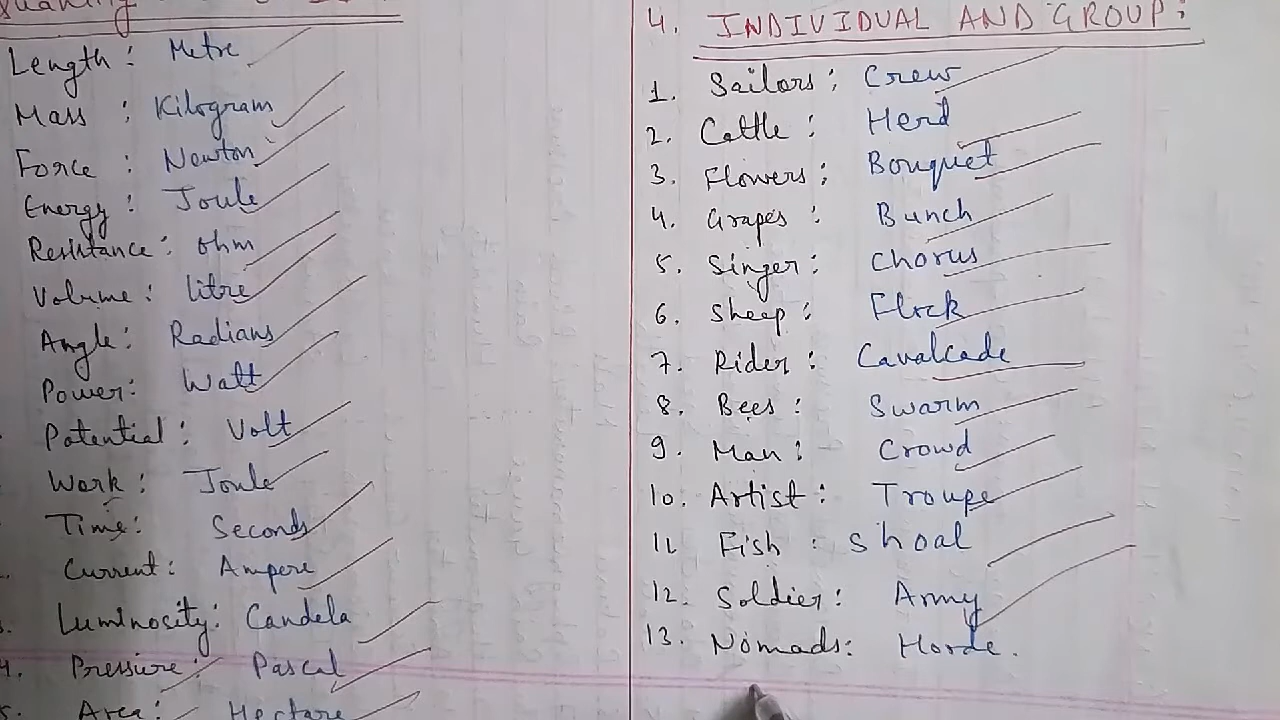 Length: Metre
Mass : Kilogram
Force : Newton
Energy: Joule
Resistance: ohm
Volume: litre
Angle: Radians
Power: Watt
Potential: Volt
Work: Joule
Time: Seconds
Current: Ampere
Luminosity: Candela
4. Pressure: Pascal
5. Area: Hectare
4. INDIVIDUAL AND GROUP:
1. Sailors: Crew
2. Cattle: Herd
3. Flowers: Bouquet
4. Grapes: Bunch
5. Singer: Chorus
6. Sheep: Flock
7. Rider: Cavalcade
8. Bees: Swarm
9. Man: Crowd
10. Artist: Troupe
11 Fish : Shoal
12. Soldier: Army
13. Nomads: Horde.